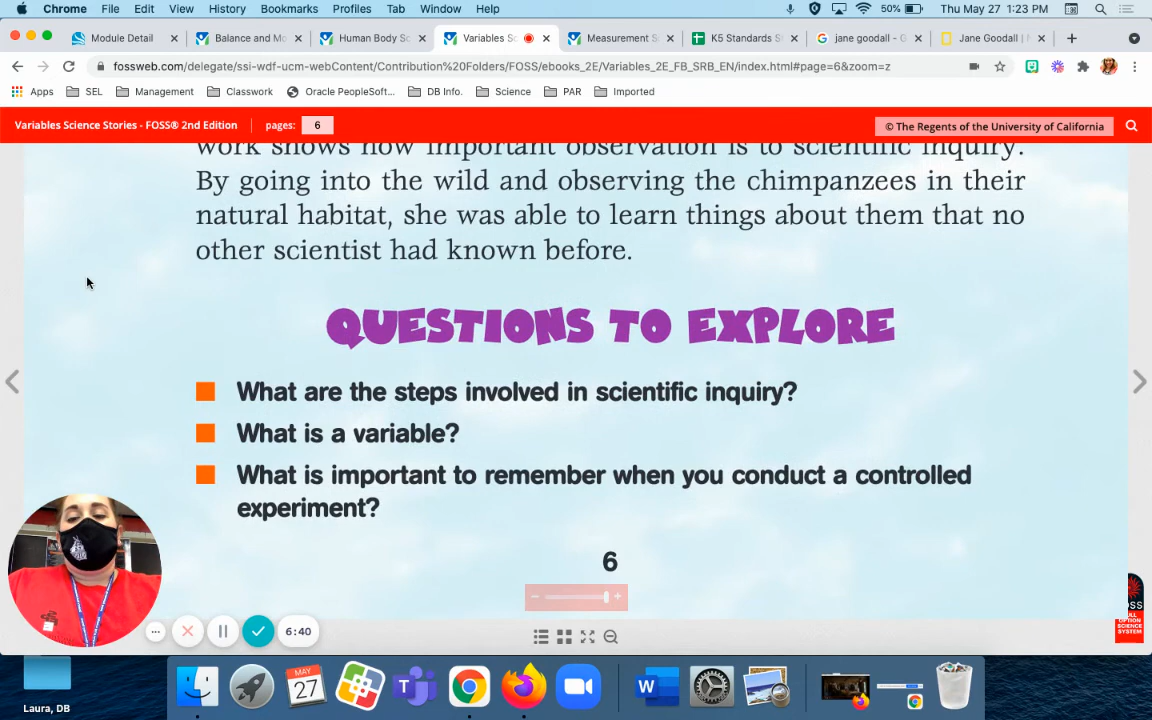 Chrome File Edit View History Bookmarks Profiles Tab Window Help 50% Thu May 27 1:23 PM
Module Detail Balance and Mo Human Body Sc Variables Sc Measurement S K5 Standards S jane goodall - G Jane Goodall | N
fossweb.com/delegate/ssi-wdf-ucm-webContent/Contribution%20Folders/FOSS/ebooks_2E/Variables_2E_FB_SRB_EN/index.html#page=6&zoom=z
Apps SEL Management Classwork Oracle PeopleSoft... DB Info. Science PAR Imported
Variables Science Stories - FOSS® 2nd Edition pages: 6 © The Regents of the University of California
work shows how important observation is to scientific inquiry.
By going into the wild and observing the chimpanzees in their
natural habitat, she was able to learn things about them that no
other scientist had known before.
QUESTIONS TO EXPLORE
What are the steps involved in scientific inquiry?
What is a variable?
What is important to remember when you conduct a controlled
experiment?
6
6:40
OPTION
SCIENCE
SYSTEM
MAY
27
Laura, DB